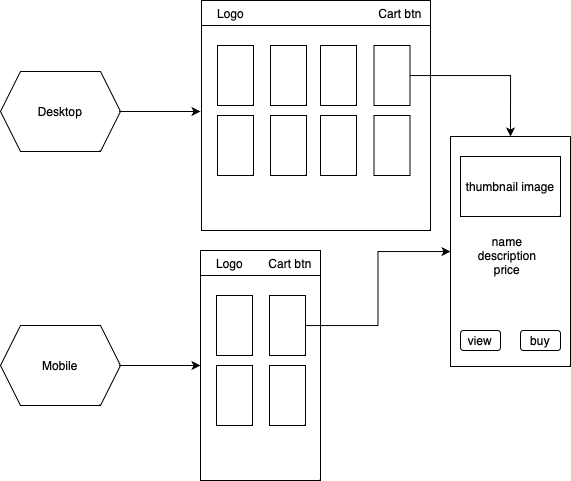 Logo Cart btn
Desktop
thumbnail image
name
description
price
view buy
Logo Cart btn
Mobile